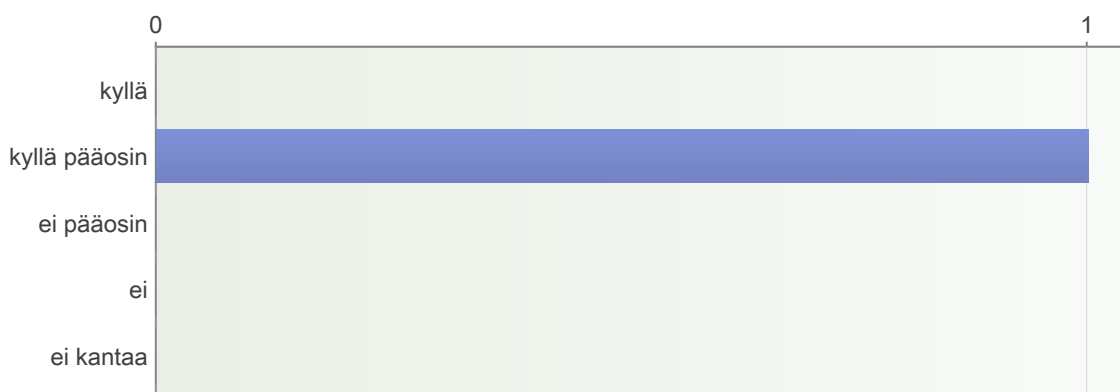 0 1
kyllä
kyllä pääosin
ei pääosin
ei
ei kantaa